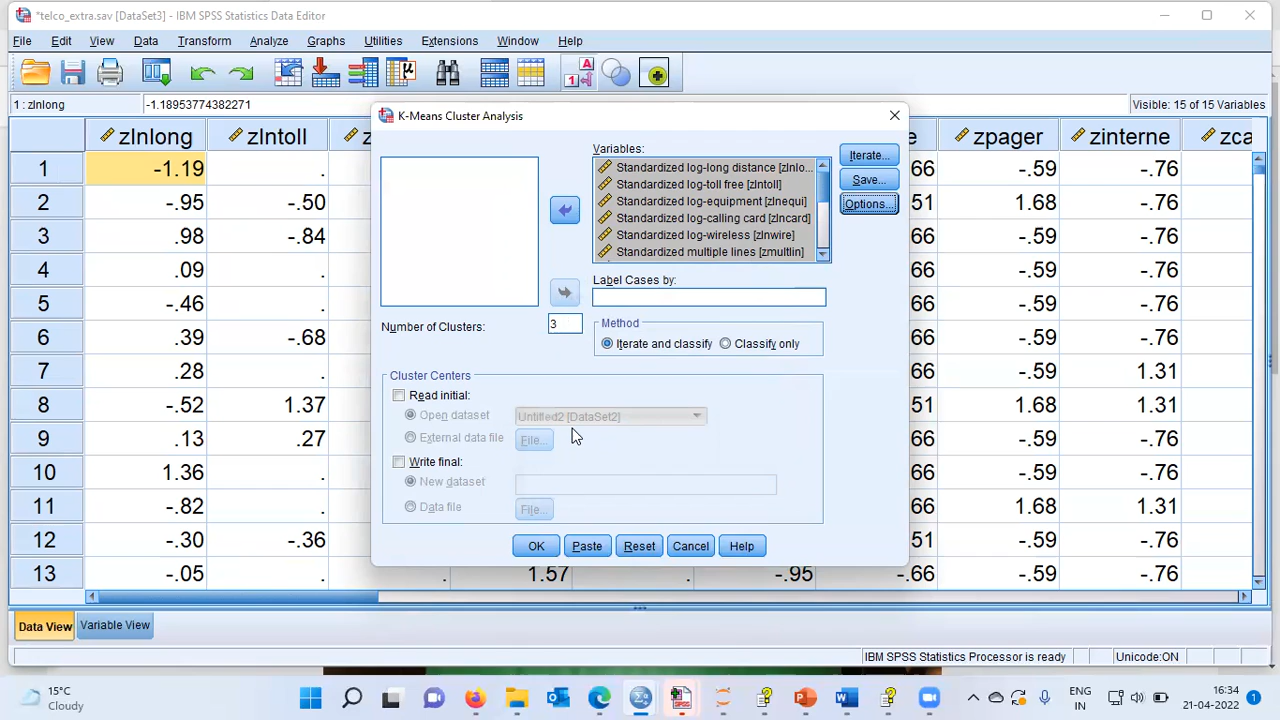 *telco_extra.sav [DataSet3] - IBM SPSS Statistics Data Editor
File Edit View Data Transform Analyze Graphs Utilities Extensions Window Help
1 : zlnlong -1.18953774382271 Visible: 15 of 15 Variables
zlnlong zlntoll z e zpager zinterne zca
1 -1.19 . 66 -.59 -.76
2 -.95 -.50 51 1.68 -.76
3 .98 -.84 66 -.59 -.76
4 .09 . 66 -.59 -.76
5 -.46 . 66 -.59 -.76
6 .39 -.68 66 -.59 -.76
7 .28 . 66 -.59 1.31
8 -.52 1.37 51 1.68 1.31
9 .13 .27 66 -.59 -.76
10 1.36 . 66 -.59 -.76
11 -.82 . 66 1.68 1.31
12 -.30 -.36 51 -.59 -.76
13 -.05 . . 1.57 . -.95 -.66 -.59 -.76
K-Means Cluster Analysis
Variables:
Standardized log-long distance [zlnlo...
Standardized log-toll free [zlntoll]
Standardized log-equipment [zlnequi]
Standardized log-calling card [zlncard]
Standardized log-wireless [zlnwire]
Standardized multiple lines [zmultlin]
Iterate...
Save...
Options...
Label Cases by:
Number of Clusters: 3
Method
Iterate and classify Classify only
Cluster Centers
Read initial:
Open dataset Untitled2 [DataSet2]
External data file File...
Write final:
New dataset
Data file File...
OK Paste Reset Cancel Help
Data View Variable View
IBM SPSS Statistics Processor is ready Unicode:ON
15°C
Cloudy
ENG
IN
16:34
21-04-2022
1